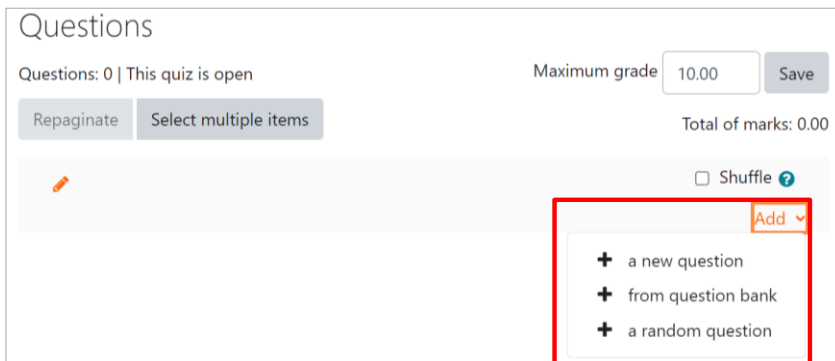 Questions
Questions: 0 | This quiz is open
Maximum grade 10.00 Save
Repaginate Select multiple items
Total of marks: 0.00
Shuffle
Add
a new question
from question bank
a random question